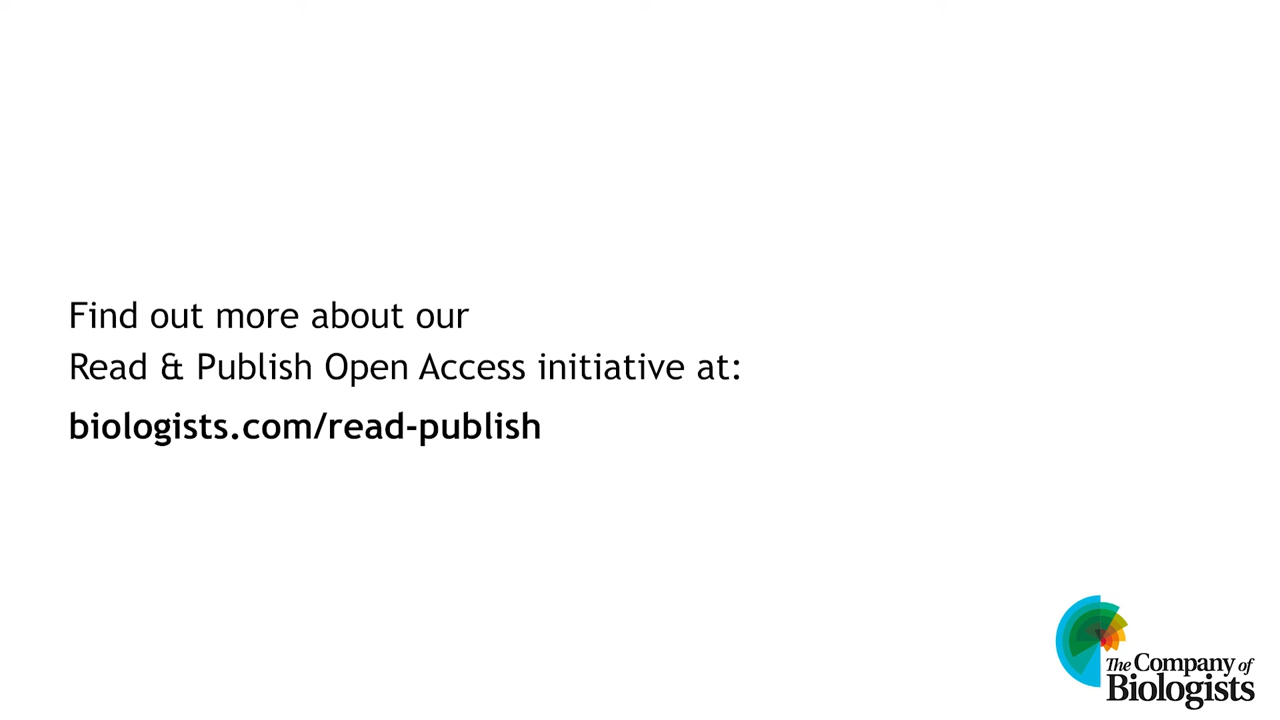 Find out more about our
Read & Publish Open Access initiative at:
biologists.com/read-publish
The Company of
Biologists